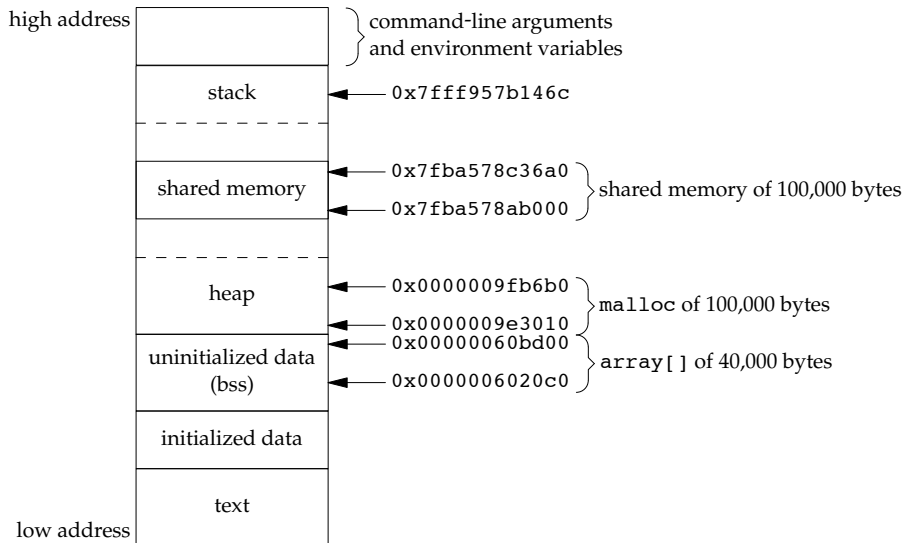 high address
command-line arguments
and environment variables
stack
0x7fff957b146c
0x7fba578c36a0
shared memory
shared memory of 100,000 bytes
0x7fba578ab000
0x0000009fb6b0
heap
malloc of 100,000 bytes
0x0000009e3010
0x00000060bd00
uninitialized data
(bss)
array[] of 40,000 bytes
0x0000006020c0
initialized data
text
low address